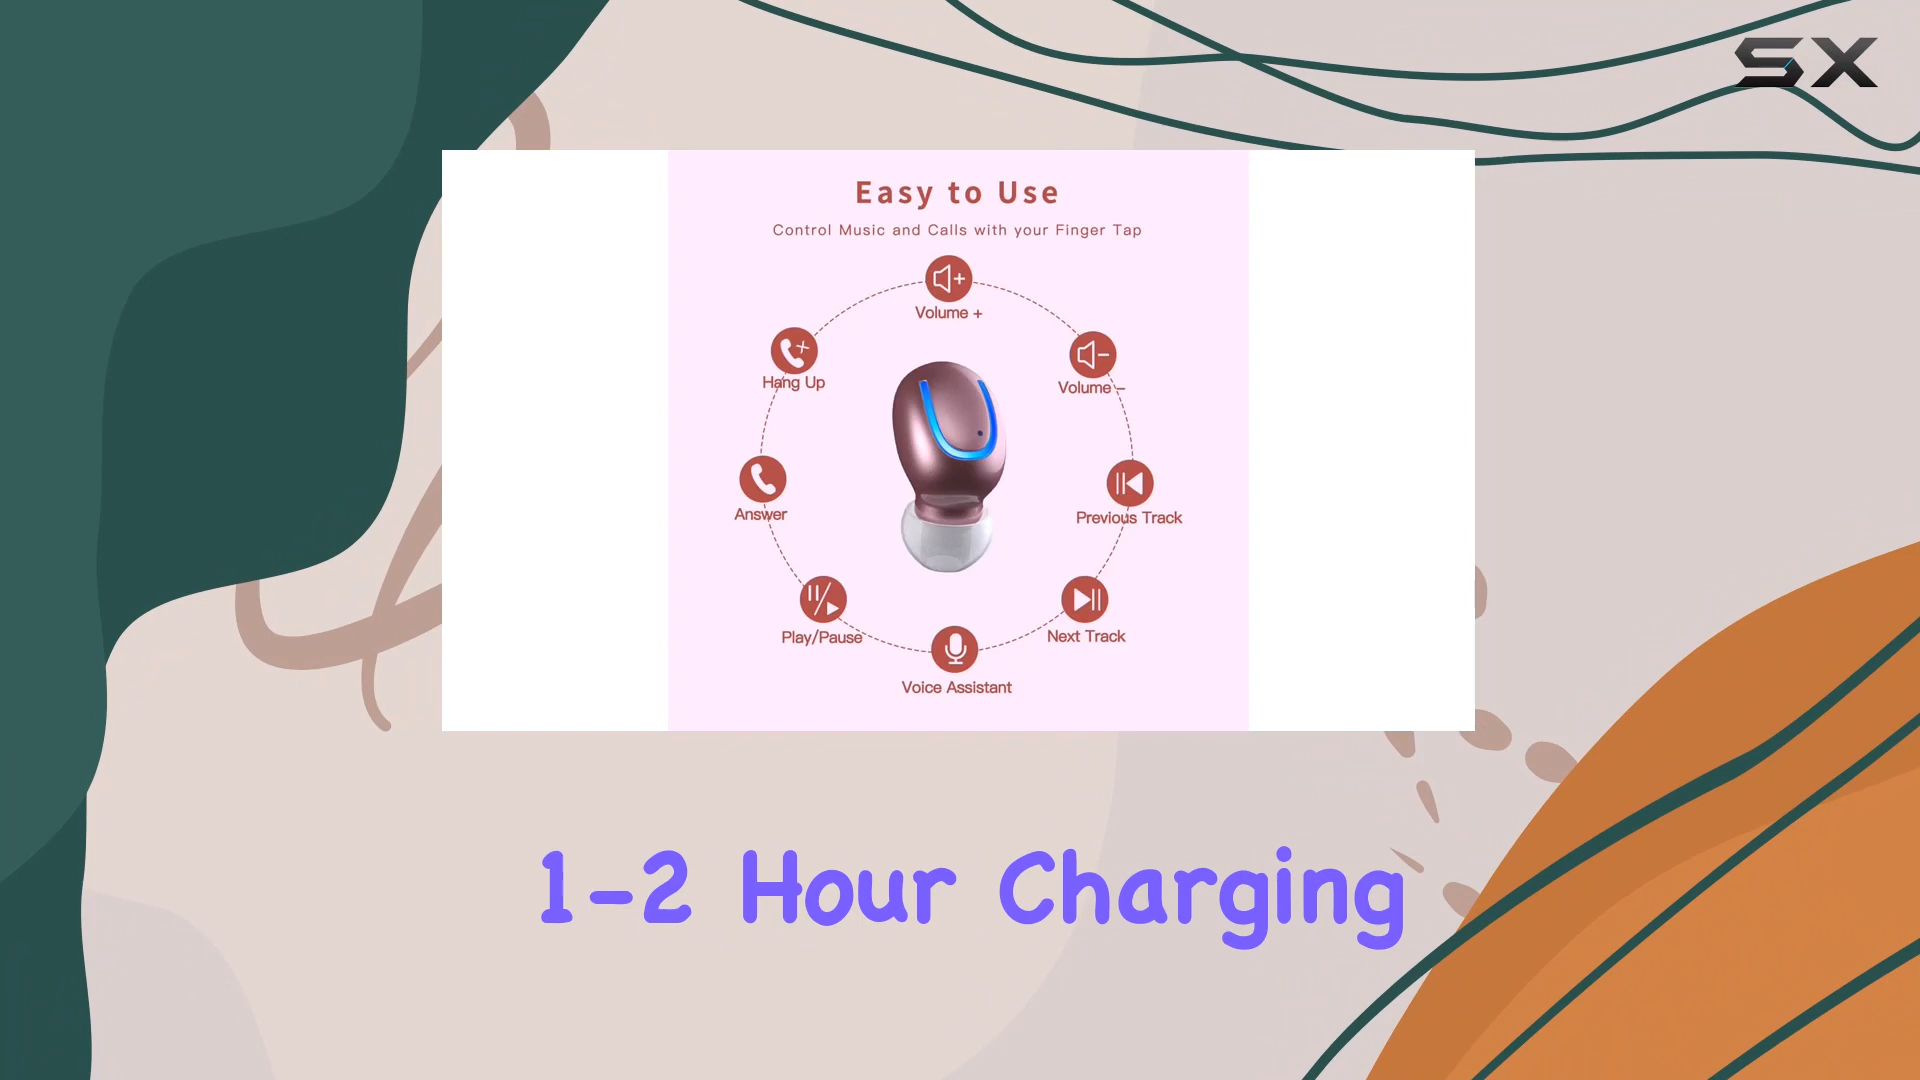 SX
Easy to Use
Control Music and Calls with your Finger Tap
Volume +
Hang Up
Volume –
Answer
Previous Track
Play/Pause
Next Track
Voice Assistant
1-2 Hour Charging